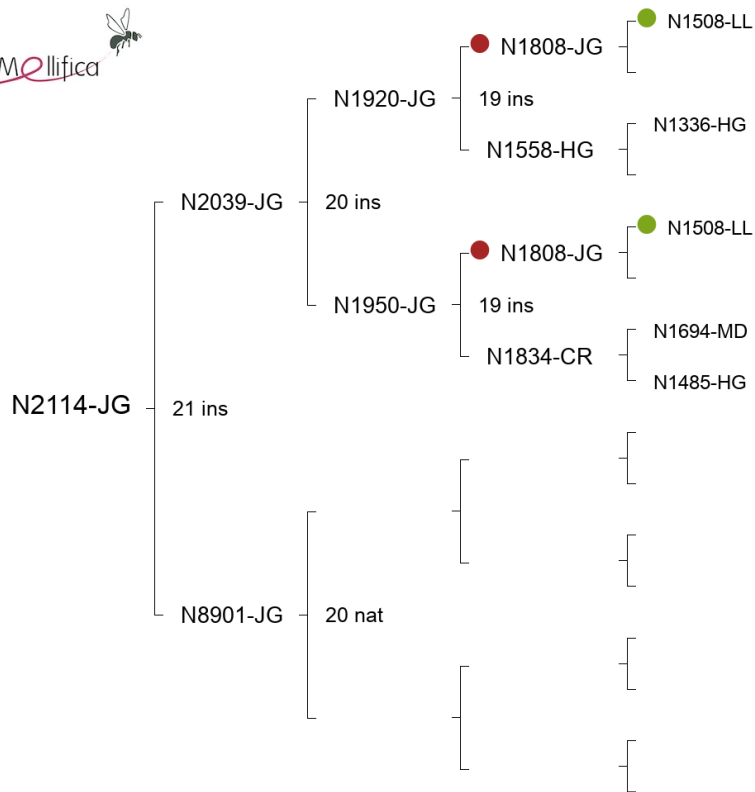 Mellifica
N1508-LL
N1808-JG
N1920-JG
19 ins
N1336-HG
N1558-HG
N2039-JG
20 ins
N1508-LL
N1808-JG
N1950-JG
19 ins
N1694-MD
N1834-CR
N1485-HG
N2114-JG
21 ins
N8901-JG
20 nat